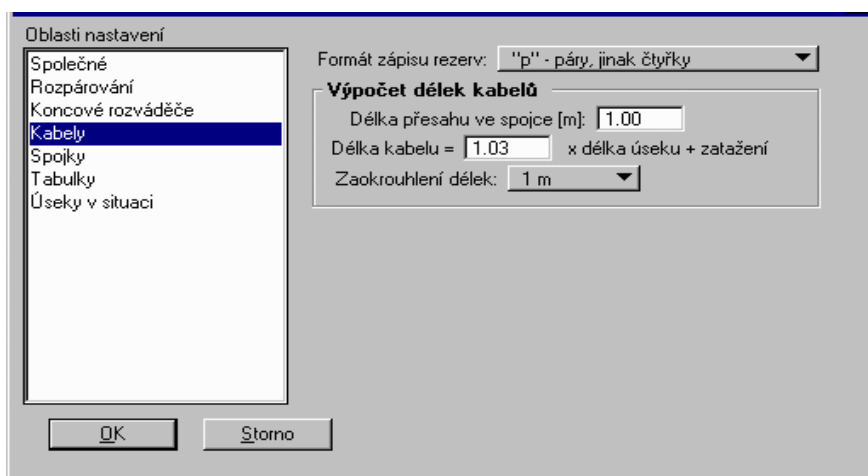 Oblasti nastavení
Společné
Rozpárování
Koncové rozváděče
Kabely
Spojky
Tabulky
Úseky v situaci
Formát zápisu rezerv: "p" - páry, jinak čtyřky
Výpočet délek kabelů
Délka přesahu ve spojce [m]: 1.00
Délka kabelu = 1.03 x délka úseku + zatažení
Zaokrouhlení délek: 1 m
OK Storno